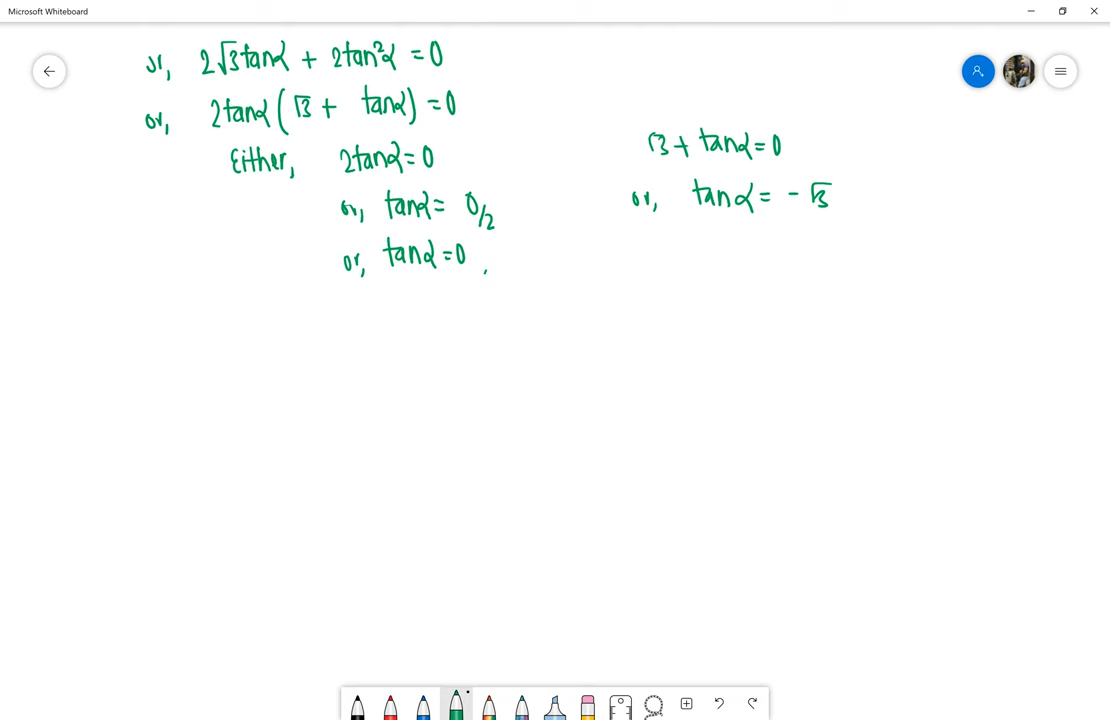 Microsoft Whiteboard
or, 2√3tanα + 2tan²α = 0
or, 2tanα(√3 + tanα) = 0
Either, 2tanα = 0
√3 + tanα = 0
or, tanα = 0/2
or, tanα = - √3
or, tanα = 0,